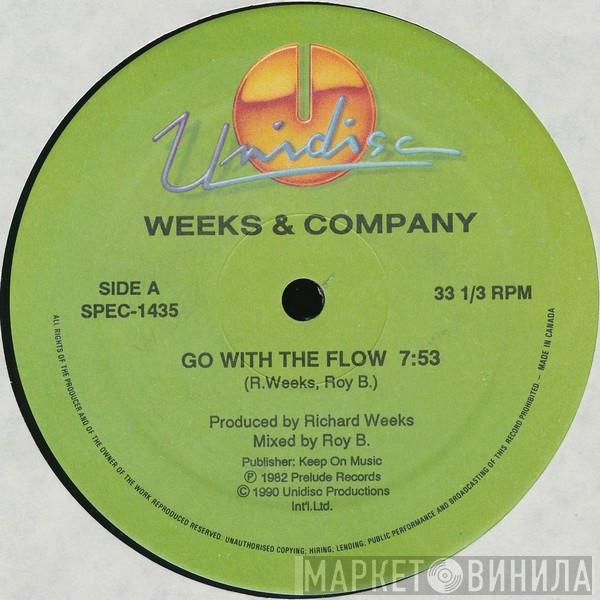 Unidisc
WEEKS & COMPANY
SIDE A
SPEC-1435
33 1/3 RPM
GO WITH THE FLOW 7:53
(R.Weeks, Roy B.)
Produced by Richard Weeks
Mixed by Roy B.
Publisher: Keep On Music
Ⓟ 1982 Prelude Records
© 1990 Unidisc Productions
Int'l.Ltd.
ALL RIGHTS OF THE PRODUCER AND OF THE OWNER OF THE WORK REPRODUCED RESERVED. UNAUTHORISED COPYING; HIRING; LENDING; PUBLIC PERFORMANCE AND BROADCASTING OF THIS RECORD PROHIBITED. – MADE IN CANADA
МАРКЕТ ВИНИЛА